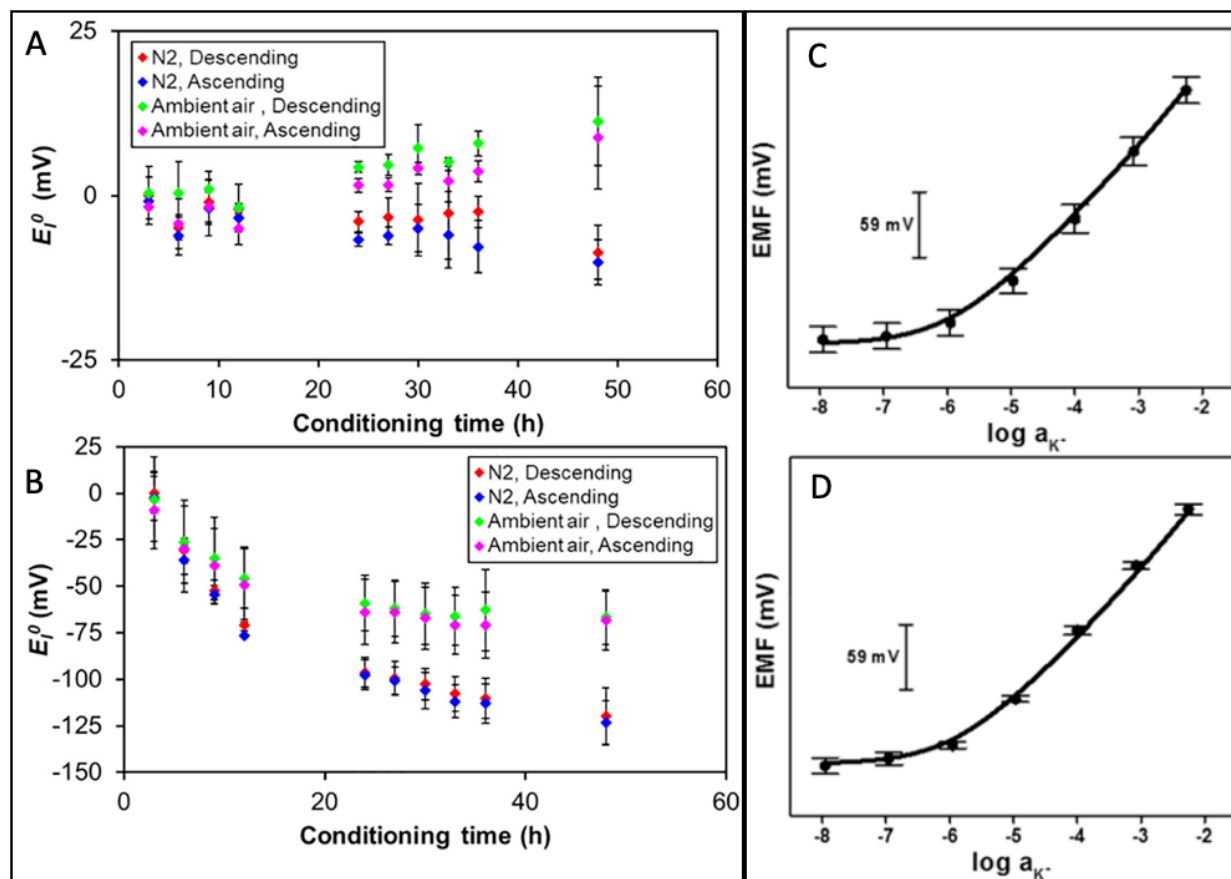 A
25
0
-25
E_I^0 (mV)
N2, Descending
N2, Ascending
Ambient air , Descending
Ambient air, Ascending
0 10 20 30 40 50 60
Conditioning time (h)
B
25
0
-25
-50
-75
-100
-125
-150
E_I^0 (mV)
N2, Descending
N2, Ascending
Ambient air , Descending
Ambient air, Ascending
0 20 40 60
Conditioning time (h)
C
EMF (mV)
59 mV
-8 -7 -6 -5 -4 -3 -2
log a_K+
D
EMF (mV)
59 mV
-8 -7 -6 -5 -4 -3 -2
log a_K+